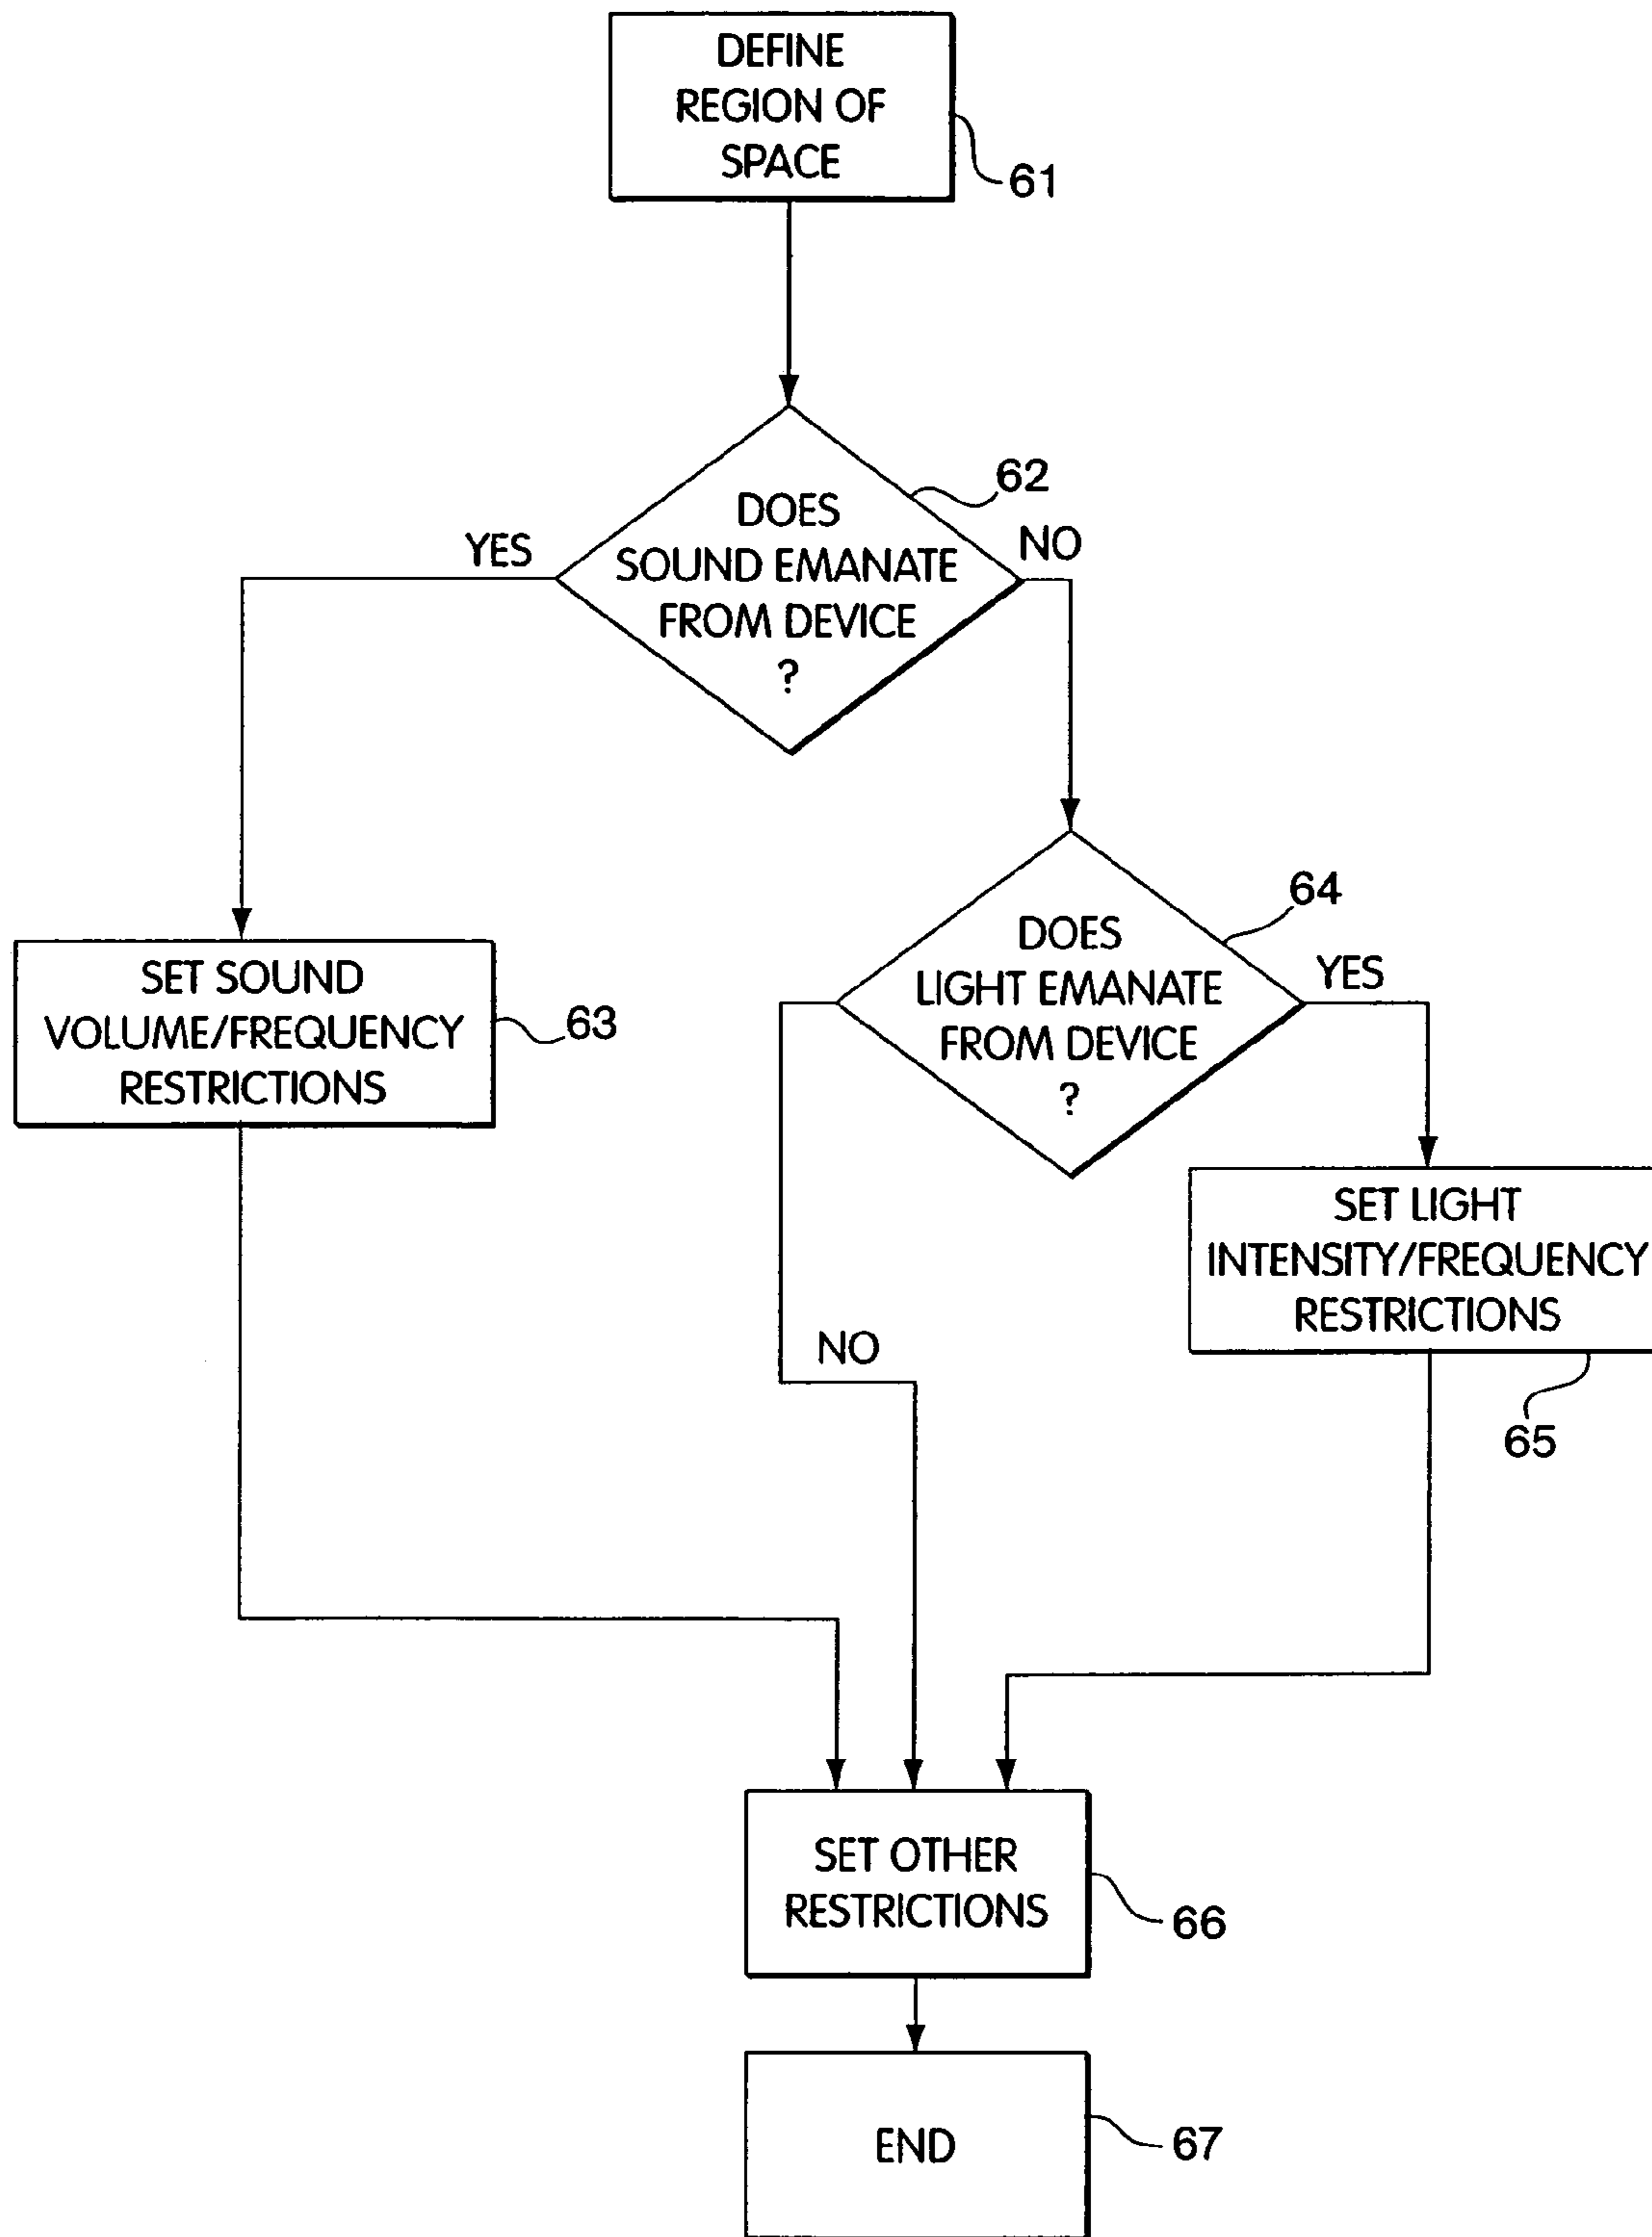 DEFINE
REGION OF
SPACE
61
62
DOES
SOUND EMANATE
FROM DEVICE
?
YES
NO
64
DOES
LIGHT EMANATE
FROM DEVICE
?
YES
NO
SET SOUND
VOLUME/FREQUENCY
RESTRICTIONS
63
SET LIGHT
INTENSITY/FREQUENCY
RESTRICTIONS
65
SET OTHER
RESTRICTIONS
66
END
67